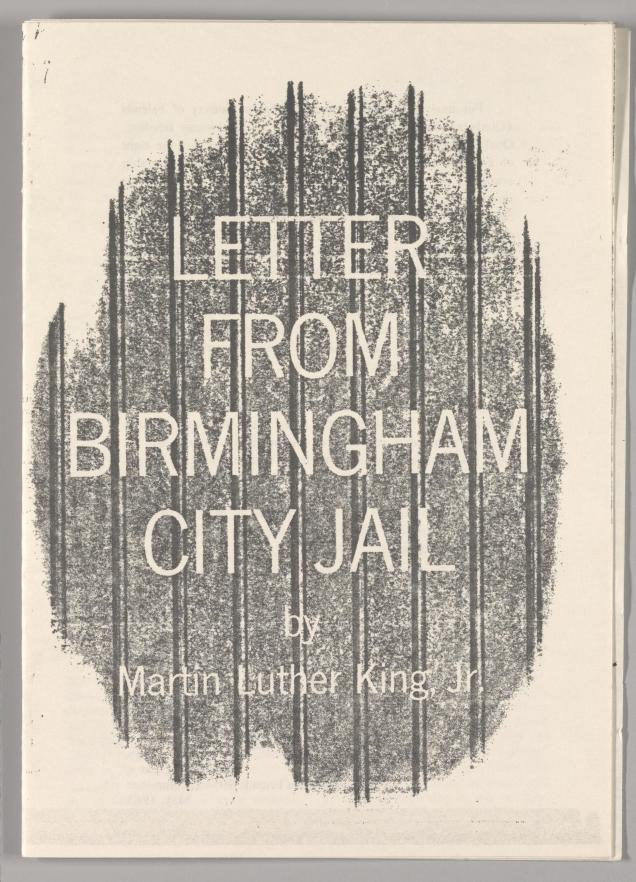 LETTER
FROM
BIRMINGHAM
CITY JAIL
by
Martin Luther King, Jr.